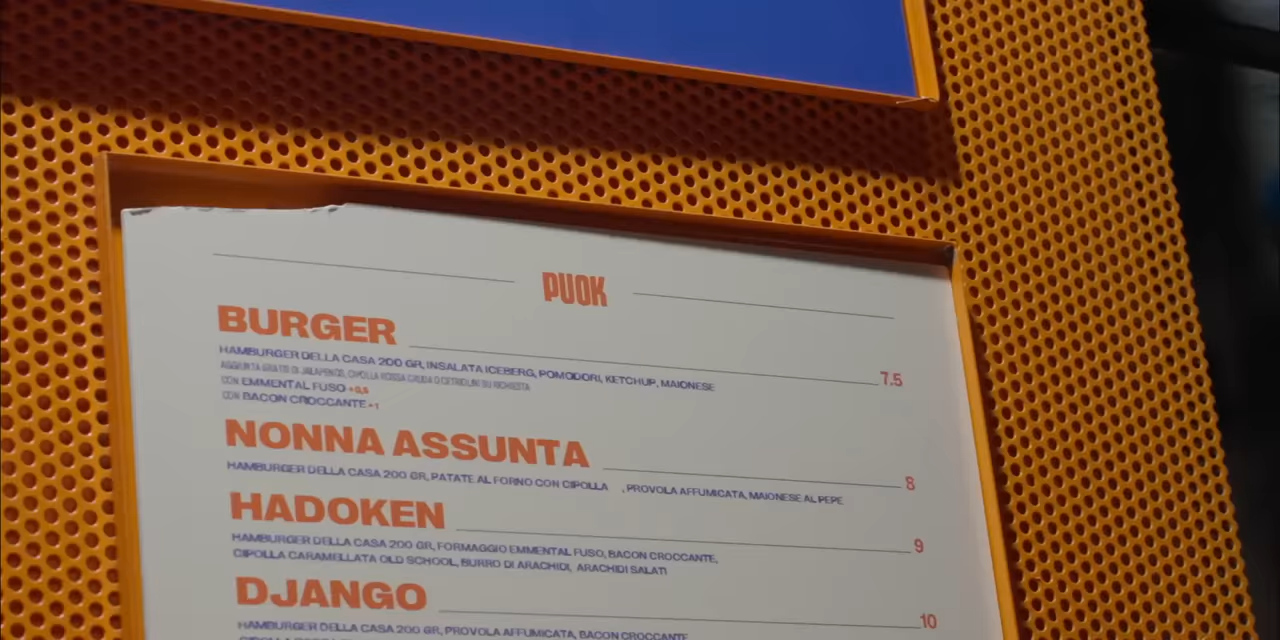 PUOK
BURGER 7.5
HAMBURGER DELLA CASA 200 GR, INSALATA ICEBERG, POMODORI, KETCHUP, MAIONESE
AGGIUNTA GRATIS DI JALAPENOS, CIPOLLA ROSSA CRUDA O CETRIOLINI SU RICHIESTA
CON EMMENTAL FUSO +0,5
CON BACON CROCCANTE +1
NONNA ASSUNTA 8
HAMBURGER DELLA CASA 200 GR, PATATE AL FORNO CON CIPOLLA , PROVOLA AFFUMICATA, MAIONESE AL PEPE
HADOKEN 9
HAMBURGER DELLA CASA 200 GR, FORMAGGIO EMMENTAL FUSO, BACON CROCCANTE,
CIPOLLA CARAMELLATA OLD SCHOOL, BURRO DI ARACHIDI, ARACHIDI SALATI
DJANGO 10
HAMBURGER DELLA CASA 200 GR, PROVOLA AFFUMICATA, BACON CROCCANTE